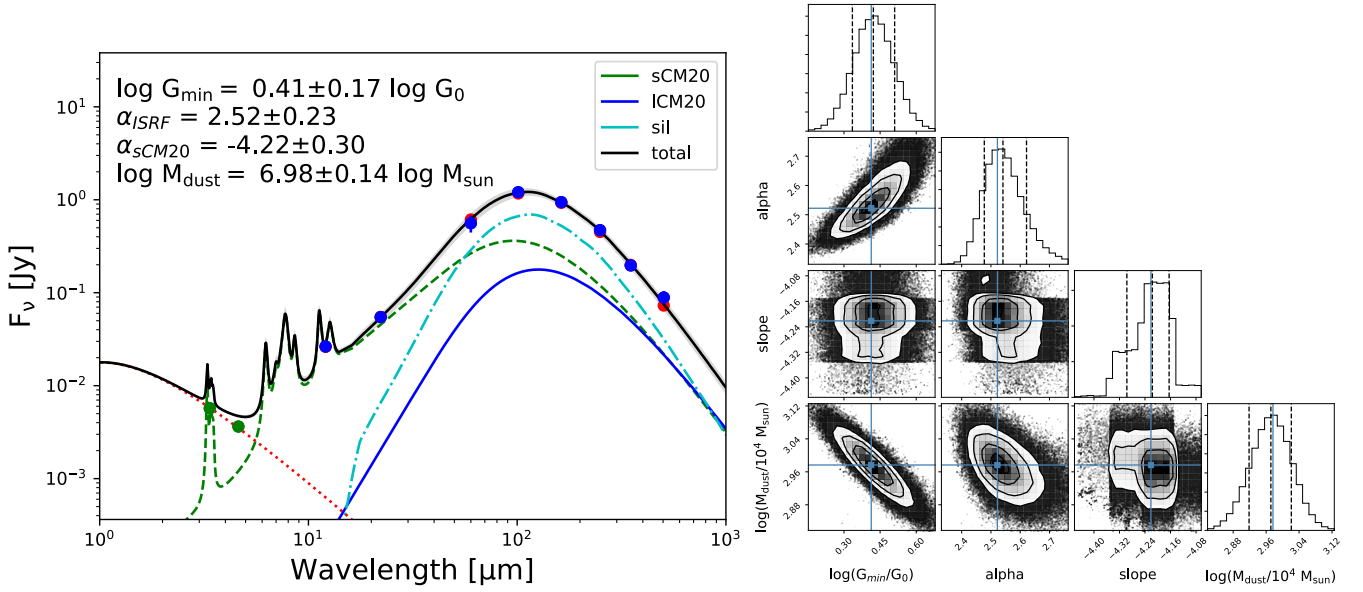 log G_min = 0.41±0.17 log G_0
α_ISRF = 2.52±0.23
α_sCM20 = -4.22±0.30
log M_dust = 6.98±0.14 log M_sun
sCM20
lCM20
sil
total
F_ν [Jy]
10^1
10^0
10^-1
10^-2
10^-3
10^0 10^1 10^2 10^3
Wavelength [μm]
alpha
2.7
2.6
2.5
2.4
slope
−4.08
−4.16
−4.24
−4.32
−4.40
log(M_dust/10^4 M_sun)
3.12
3.04
2.96
2.88
0.30 0.45 0.60
log(G_min/G_0)
2.4 2.5 2.6 2.7
alpha
−4.40 −4.32 −4.24 −4.16 −4.08
slope
2.88 2.96 3.04 3.12
log(M_dust/10^4 M_sun)